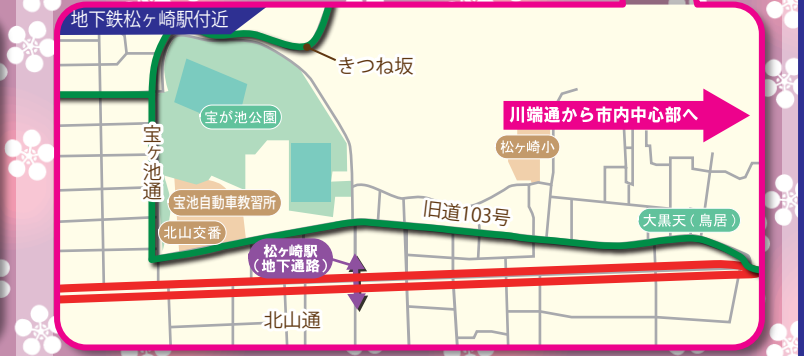 地下鉄松ヶ崎駅付近
きつね坂
宝が池公園
川端通から市内中心部へ
松ヶ崎小
宝ヶ池通
宝池自動車教習所
旧道103号
大黒天(鳥居)
北山交番
松ヶ崎駅
(地下通路)
北山通